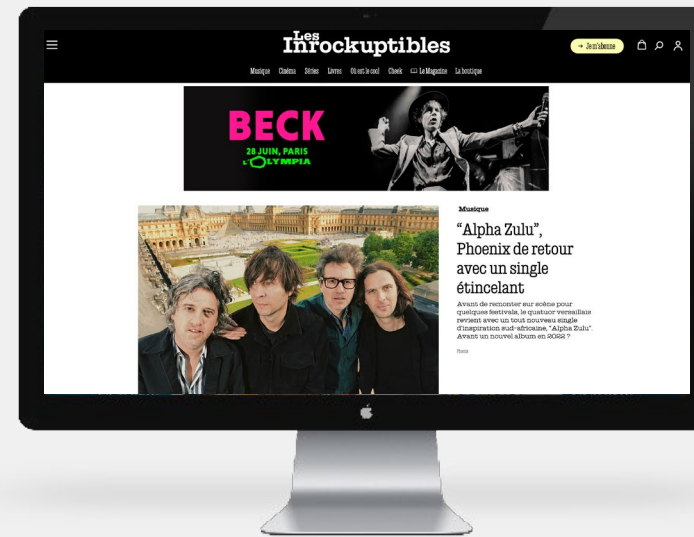 Les
Inrockuptibles
→ Je m'abonne
Musique Cinéma Séries Livres Où est le cool Cheek Le Magazine La boutique
BECK
28 JUIN, PARIS
L'OLYMPIA
Musique
“Alpha Zulu”,
Phoenix de retour
avec un single
étincelant
Avant de remonter sur scène pour
quelques festivals, le quatuor versaillais
revient avec un tout nouveau single
d'inspiration sud-africaine, “Alpha Zulu”.
Avant un nouvel album en 2022 ?